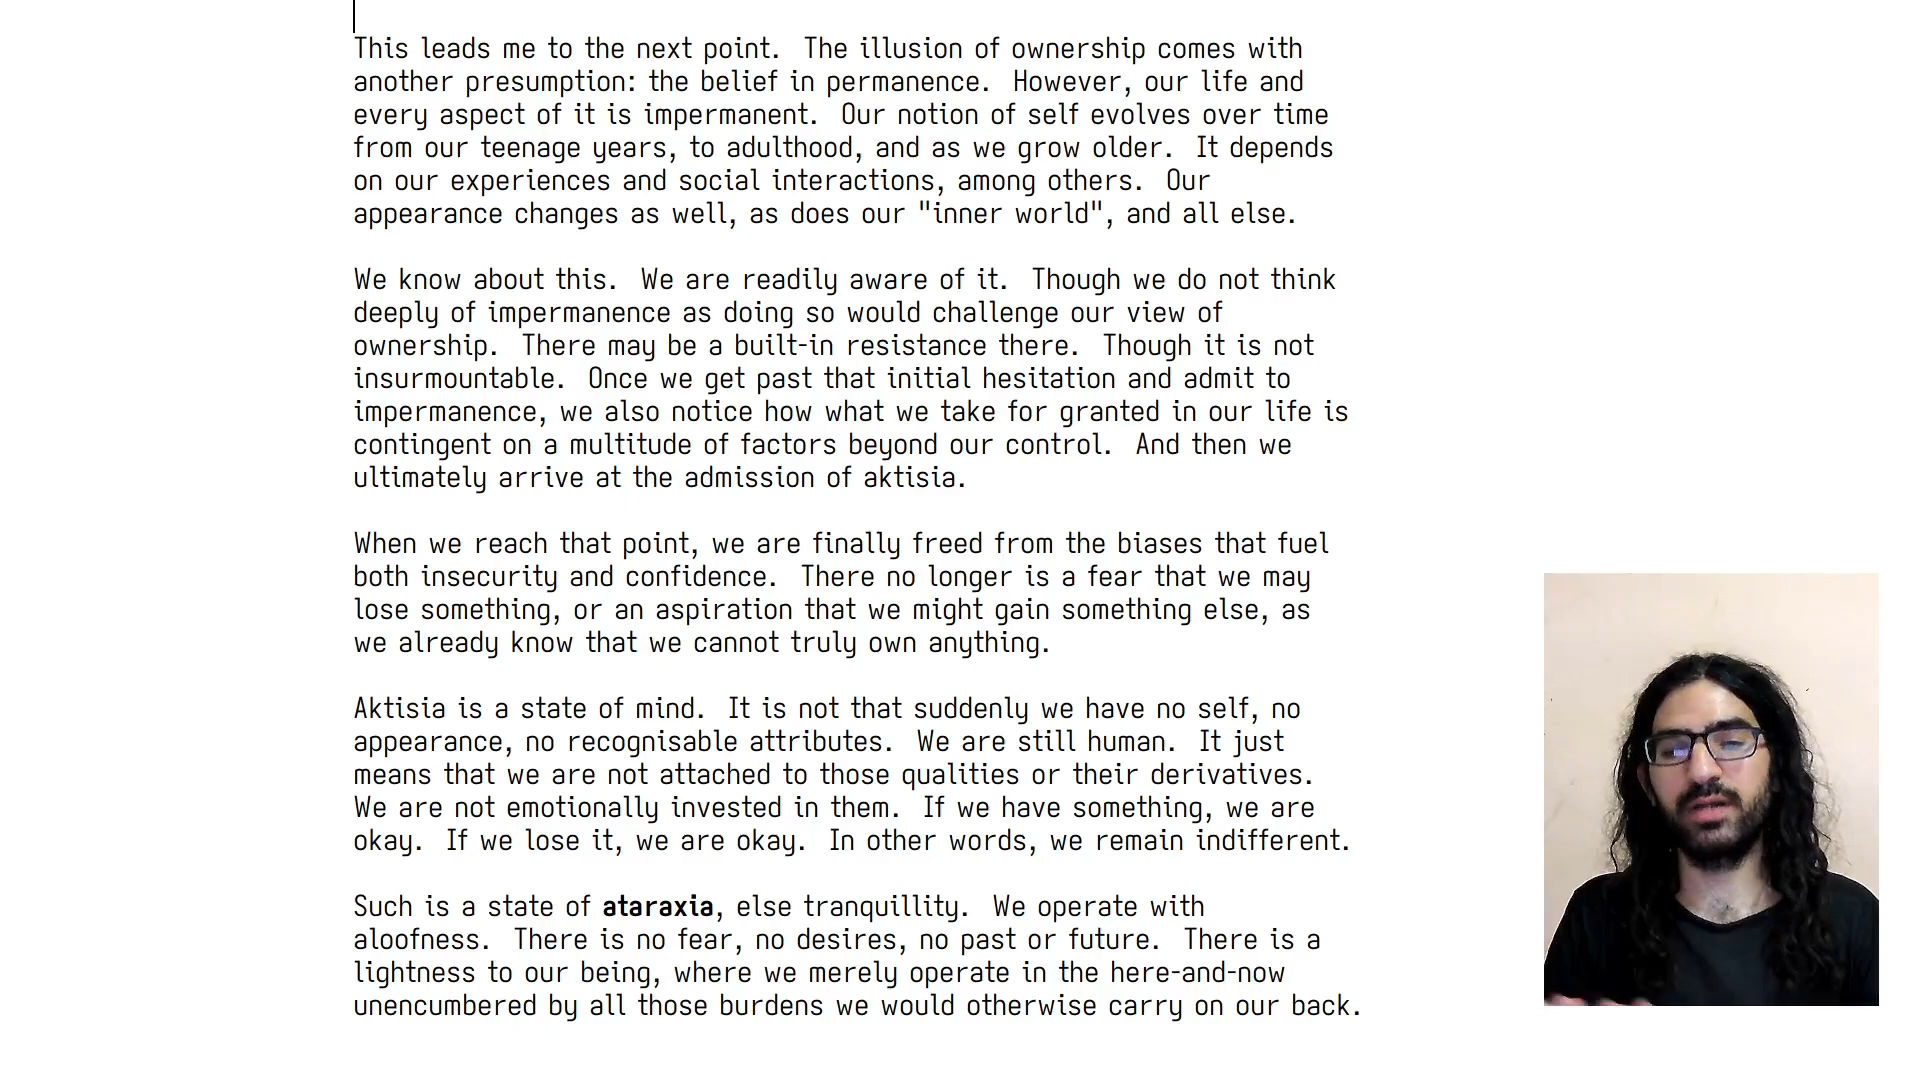 This leads me to the next point.  The illusion of ownership comes with
another presumption: the belief in permanence.  However, our life and
every aspect of it is impermanent.  Our notion of self evolves over time
from our teenage years, to adulthood, and as we grow older.  It depends
on our experiences and social interactions, among others.  Our
appearance changes as well, as does our "inner world", and all else.

We know about this.  We are readily aware of it.  Though we do not think
deeply of impermanence as doing so would challenge our view of
ownership.  There may be a built-in resistance there.  Though it is not
insurmountable.  Once we get past that initial hesitation and admit to
impermanence, we also notice how what we take for granted in our life is
contingent on a multitude of factors beyond our control.  And then we
ultimately arrive at the admission of aktisia.

When we reach that point, we are finally freed from the biases that fuel
both insecurity and confidence.  There no longer is a fear that we may
lose something, or an aspiration that we might gain something else, as
we already know that we cannot truly own anything.

Aktisia is a state of mind.  It is not that suddenly we have no self, no
appearance, no recognisable attributes.  We are still human.  It just
means that we are not attached to those qualities or their derivatives.
We are not emotionally invested in them.  If we have something, we are
okay.  If we lose it, we are okay.  In other words, we remain indifferent.

Such is a state of ataraxia, else tranquillity.  We operate with
aloofness.  There is no fear, no desires, no past or future.  There is a
lightness to our being, where we merely operate in the here-and-now
unencumbered by all those burdens we would otherwise carry on our back.